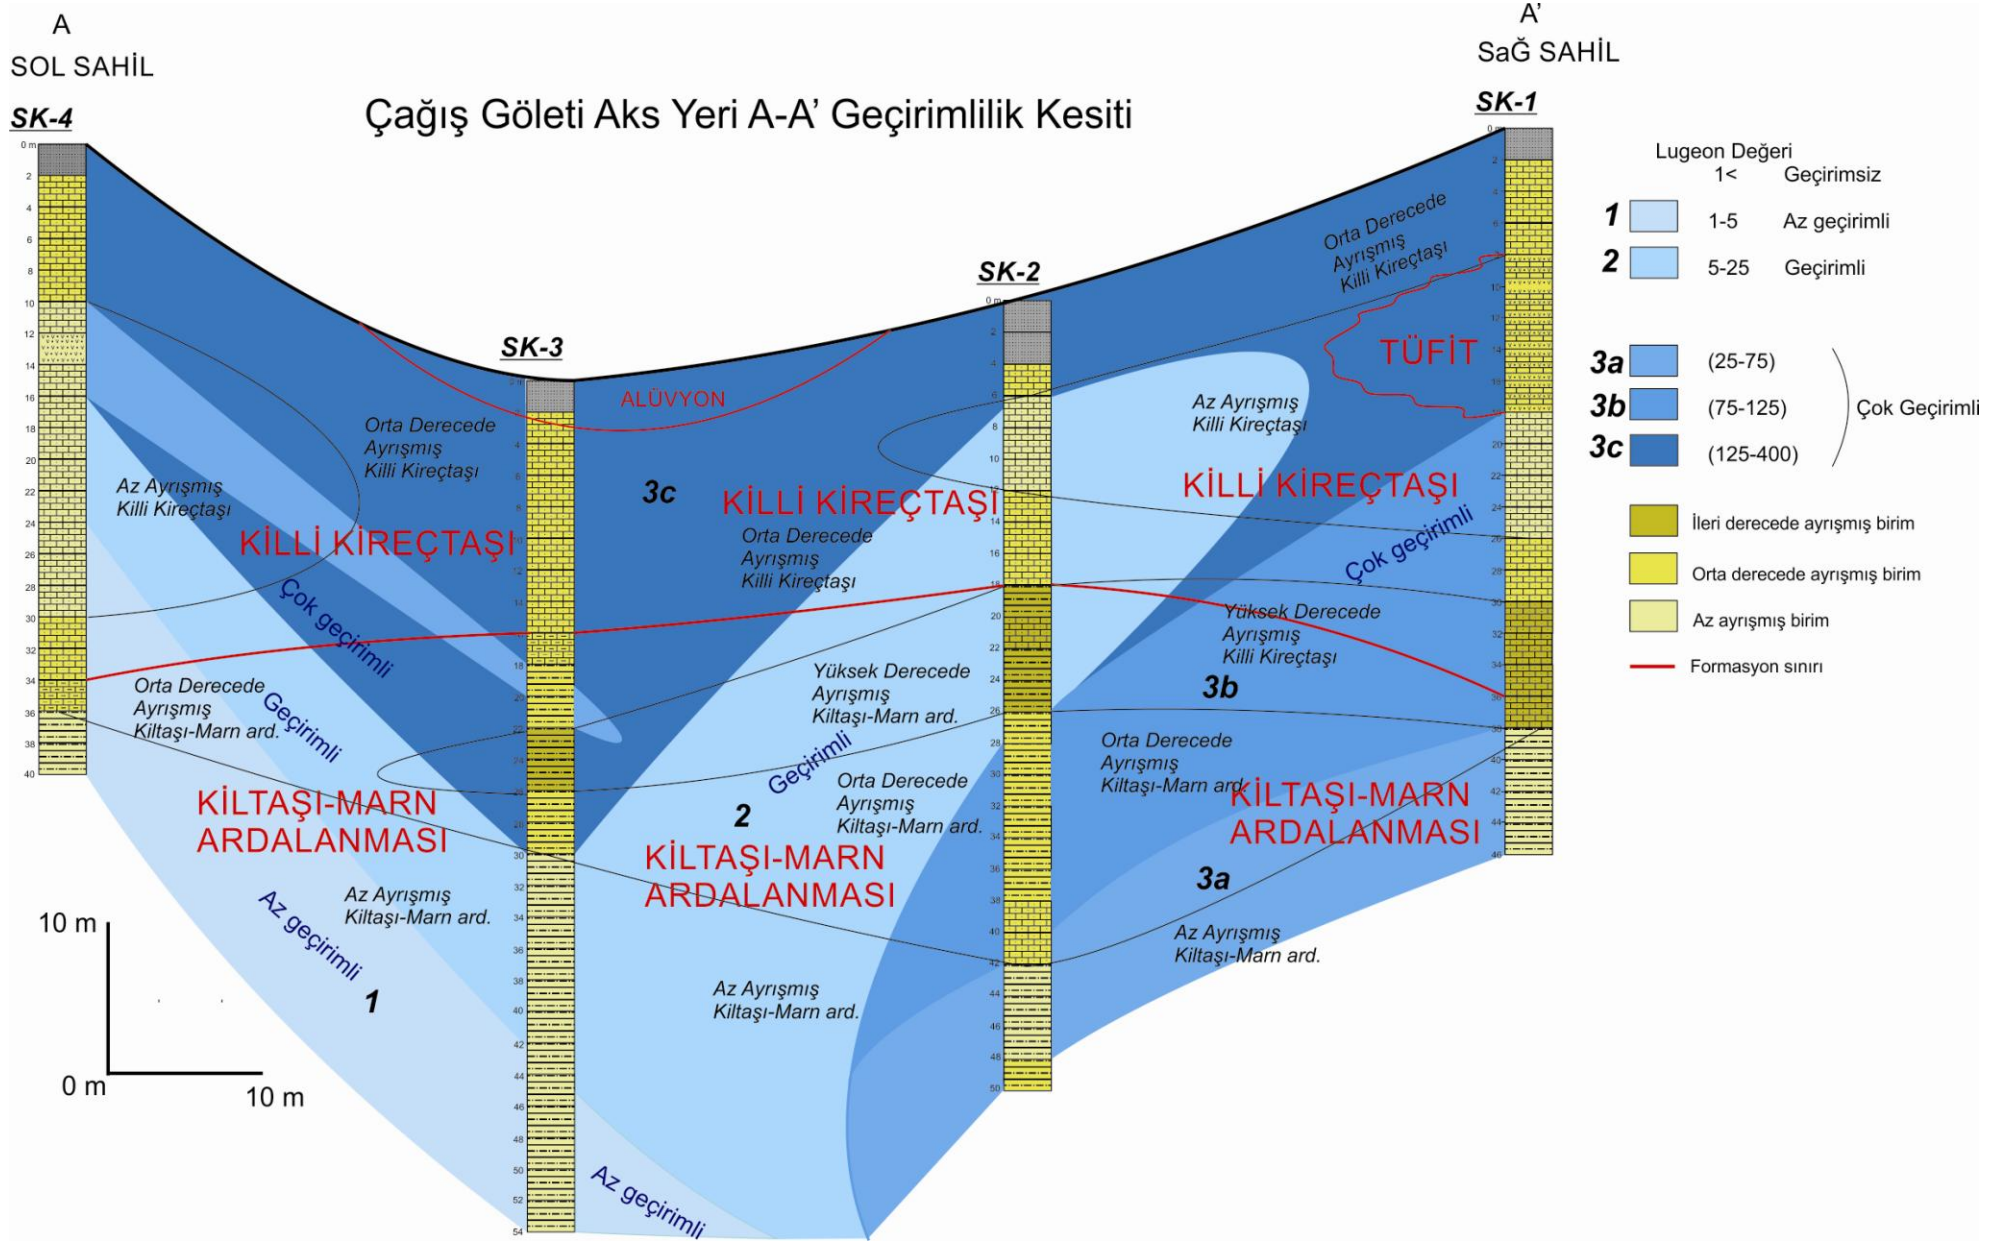 A
SOL SAHİL
SK-4
Çağış Göleti Aks Yeri A-A' Geçirimlilik Kesiti
A'
SaĞ SAHİL
SK-1
SK-2
SK-3
Lugeon Değeri
1< Geçirimsiz
1 1-5 Az geçirimli
2 5-25 Geçirimli
3a (25-75)
3b (75-125) Çok Geçirimli
3c (125-400)
İleri derecede ayrışmış birim
Orta derecede ayrışmış birim
Az ayrışmış birim
Formasyon sınırı
Orta Derecede
Ayrışmış
Killi Kireçtaşı
TÜFİT
ALÜVYON
Orta Derecede
Ayrışmış
Killi Kireçtaşı
Az Ayrışmış
Killi Kireçtaşı
Az Ayrışmış
Killi Kireçtaşı
3c
KİLLİ KİREÇTAŞI
KİLLİ KİREÇTAŞI
KİLLİ KİREÇTAŞI
Orta Derecede
Ayrışmış
Killi Kireçtaşı
Çok geçirimli
Çok geçirimli
Yüksek Derecede
Ayrışmış
Killi Kireçtaşı
3b
Orta Derecede
Ayrışmış
Kiltaşı-Marn ard.
Geçirimli
Yüksek Derecede
Ayrışmış
Kiltaşı-Marn ard.
Geçirimli
Orta Derecede
Ayrışmış
Kiltaşı-Marn ard.
Orta Derecede
Ayrışmış
Kiltaşı-Marn ard.
KİLTAŞI-MARN
ARDALANMASI
2
KİLTAŞI-MARN
ARDALANMASI
KİLTAŞI-MARN
ARDALANMASI
3a
Az Ayrışmış
Kiltaşı-Marn ard.
Az geçirimli
1
Az Ayrışmış
Kiltaşı-Marn ard.
Az Ayrışmış
Kiltaşı-Marn ard.
Az geçirimli
10 m
0 m
10 m